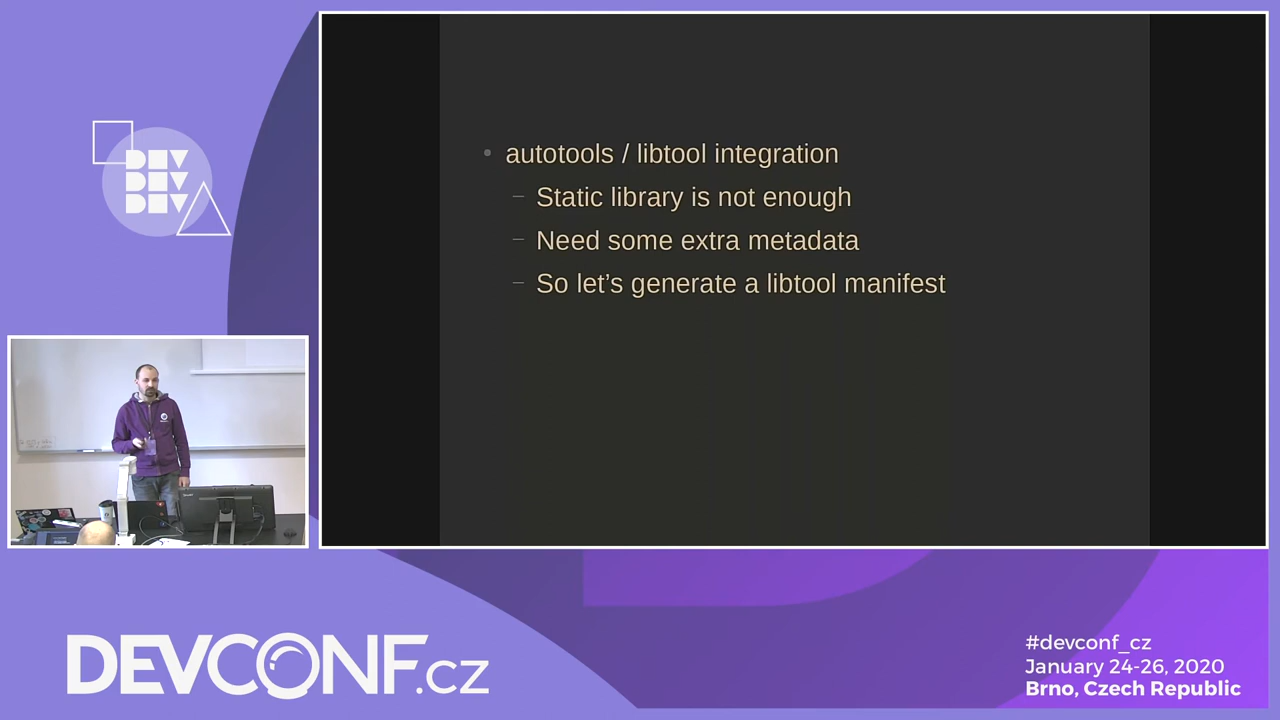 DEV
DEV
DEV
autotools / libtool integration
Static library is not enough
Need some extra metadata
So let’s generate a libtool manifest
DEVCONF.cz
#devconf_cz
January 24-26, 2020
Brno, Czech Republic